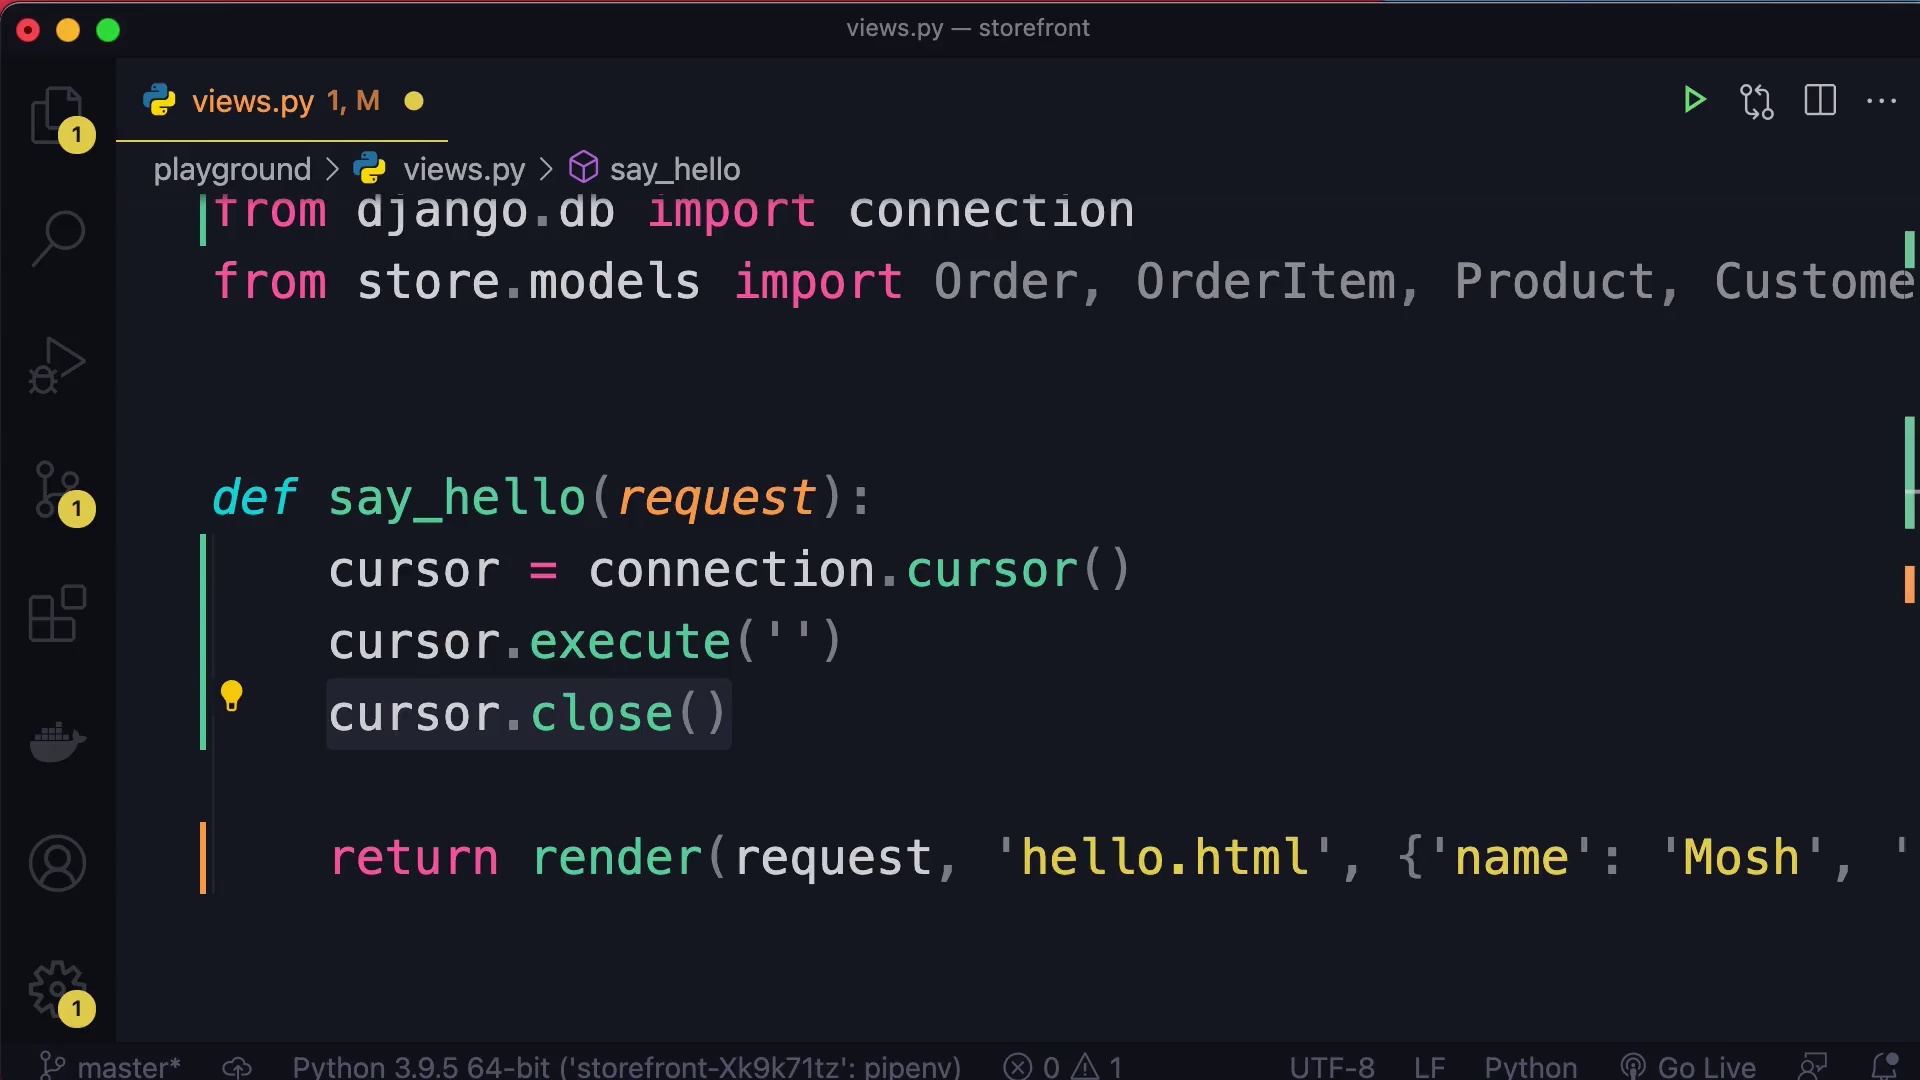 views.py — storefront
views.py 1, M
1
playground > views.py > say_hello
from django.db import connection
from store.models import Order, OrderItem, Product, Custome
def say_hello(request):
cursor = connection.cursor()
1
cursor.execute('')
cursor.close()
return render(request, 'hello.html', {'name': 'Mosh', '
1
master* Python 3.9.5 64-bit ('storefront-Xk9k71tz': pipenv) 0 1 UTF-8 LF Python Go Live